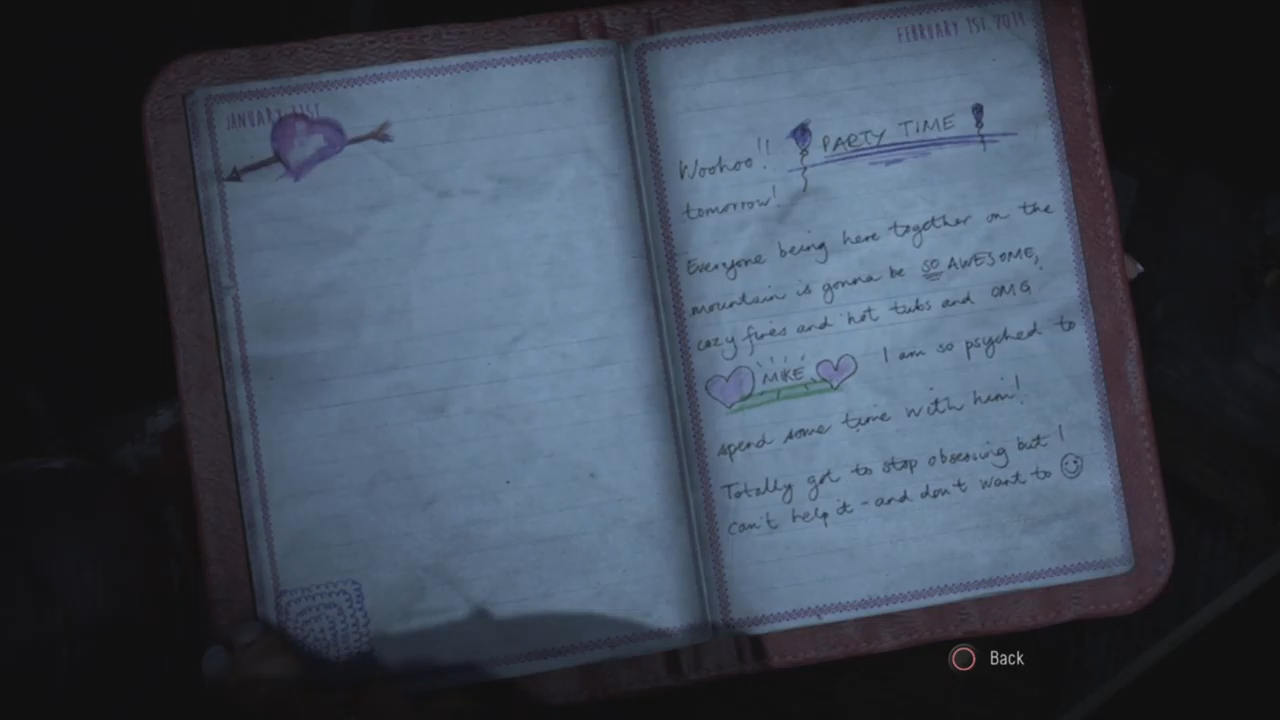 JANUARY 31ST
FEBRUARY 1ST, 2014
Woohoo!! PARTY TIME
tomorrow!
Everyone being here together on the
mountain is gonna be SO AWESOME,
cozy fires and hot tubs and OMG
MIKE I am so psyched to
spend some time with him!
Totally got to stop obsessing but I
can't help it - and don't want to
Back